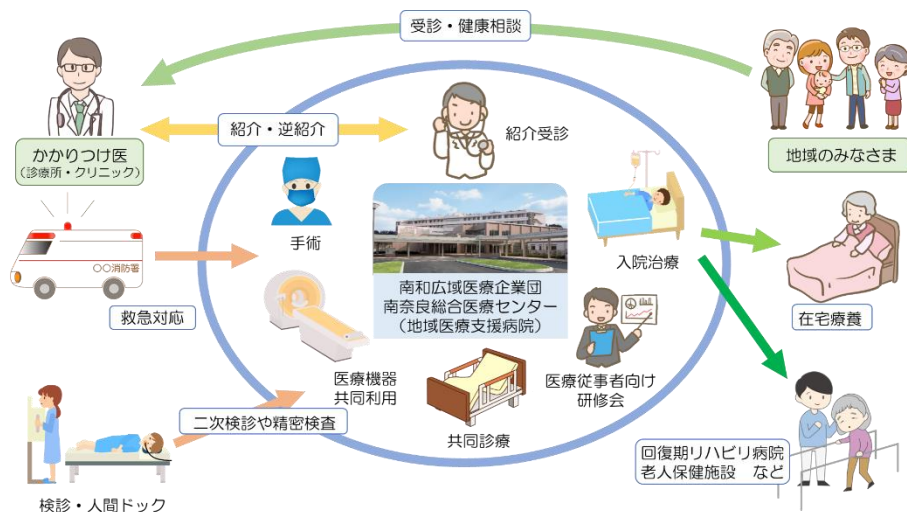 受診・健康相談
かかりつけ医
（診療所・クリニック）
紹介・逆紹介
紹介受診
地域のみなさま
手術
〇〇消防署
救急対応
南和広域医療企業団
南奈良総合医療センター
（地域医療支援病院）
入院治療
在宅療養
医療機器
共同利用
共同診療
医療従事者向け
研修会
二次検診や精密検査
検診・人間ドック
回復期リハビリ病院
老人保健施設　など